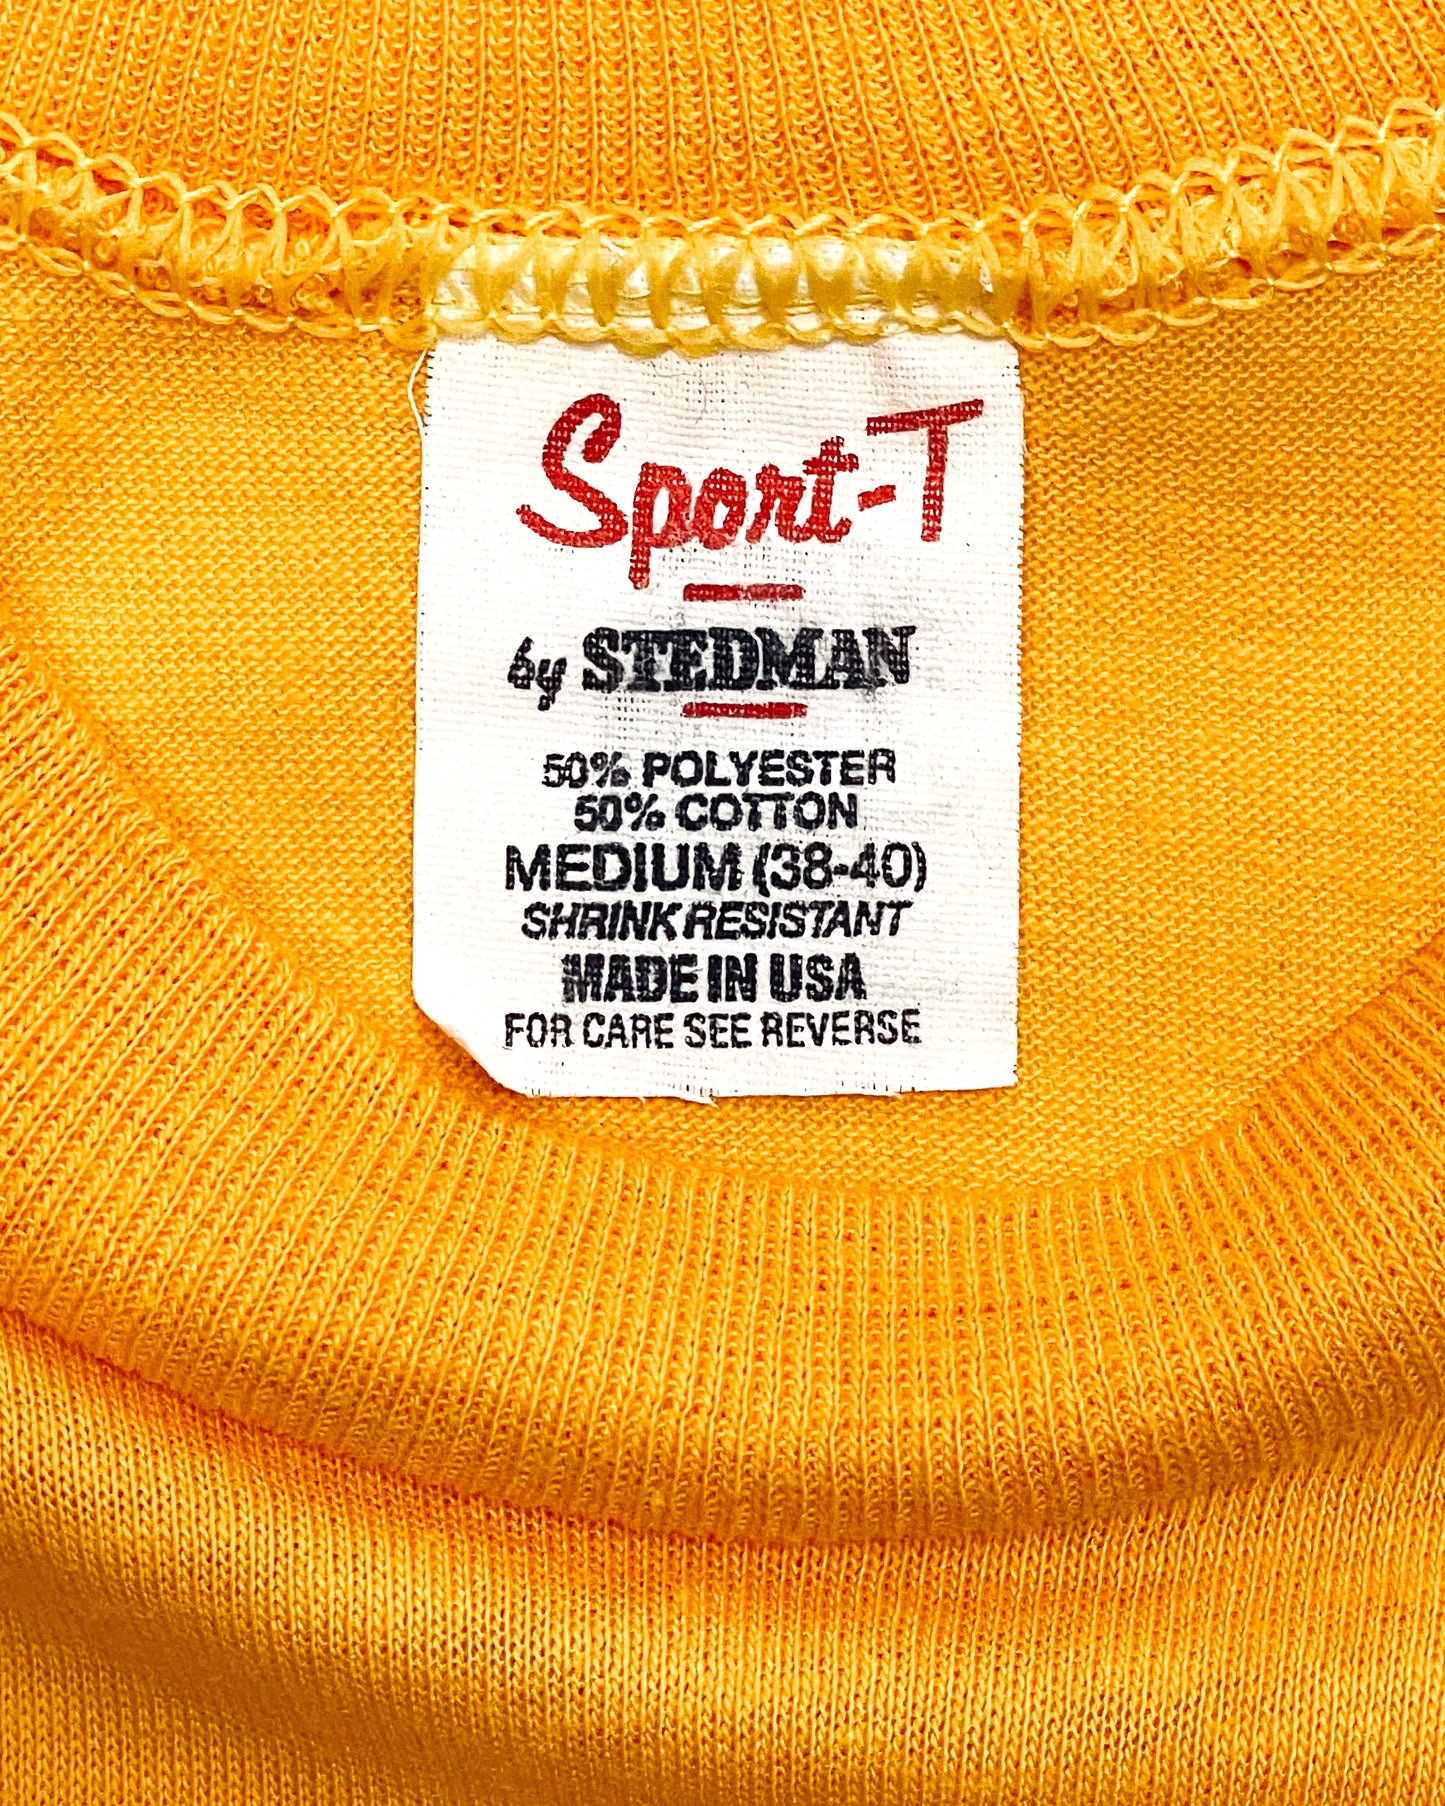 Sport-T
by STEDMAN
50% POLYESTER
50% COTTON
MEDIUM (38-40)
SHRINK RESISTANT
MADE IN USA
FOR CARE SEE REVERSE